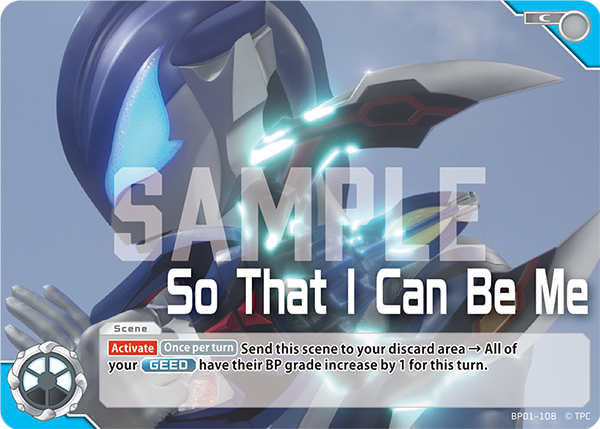 C
SAMPLE
So That I Can Be Me
Scene
Activate Once per turn Send this scene to your discard area → All of
your GEED have their BP grade increase by 1 for this turn.
BP01-108 © TPC